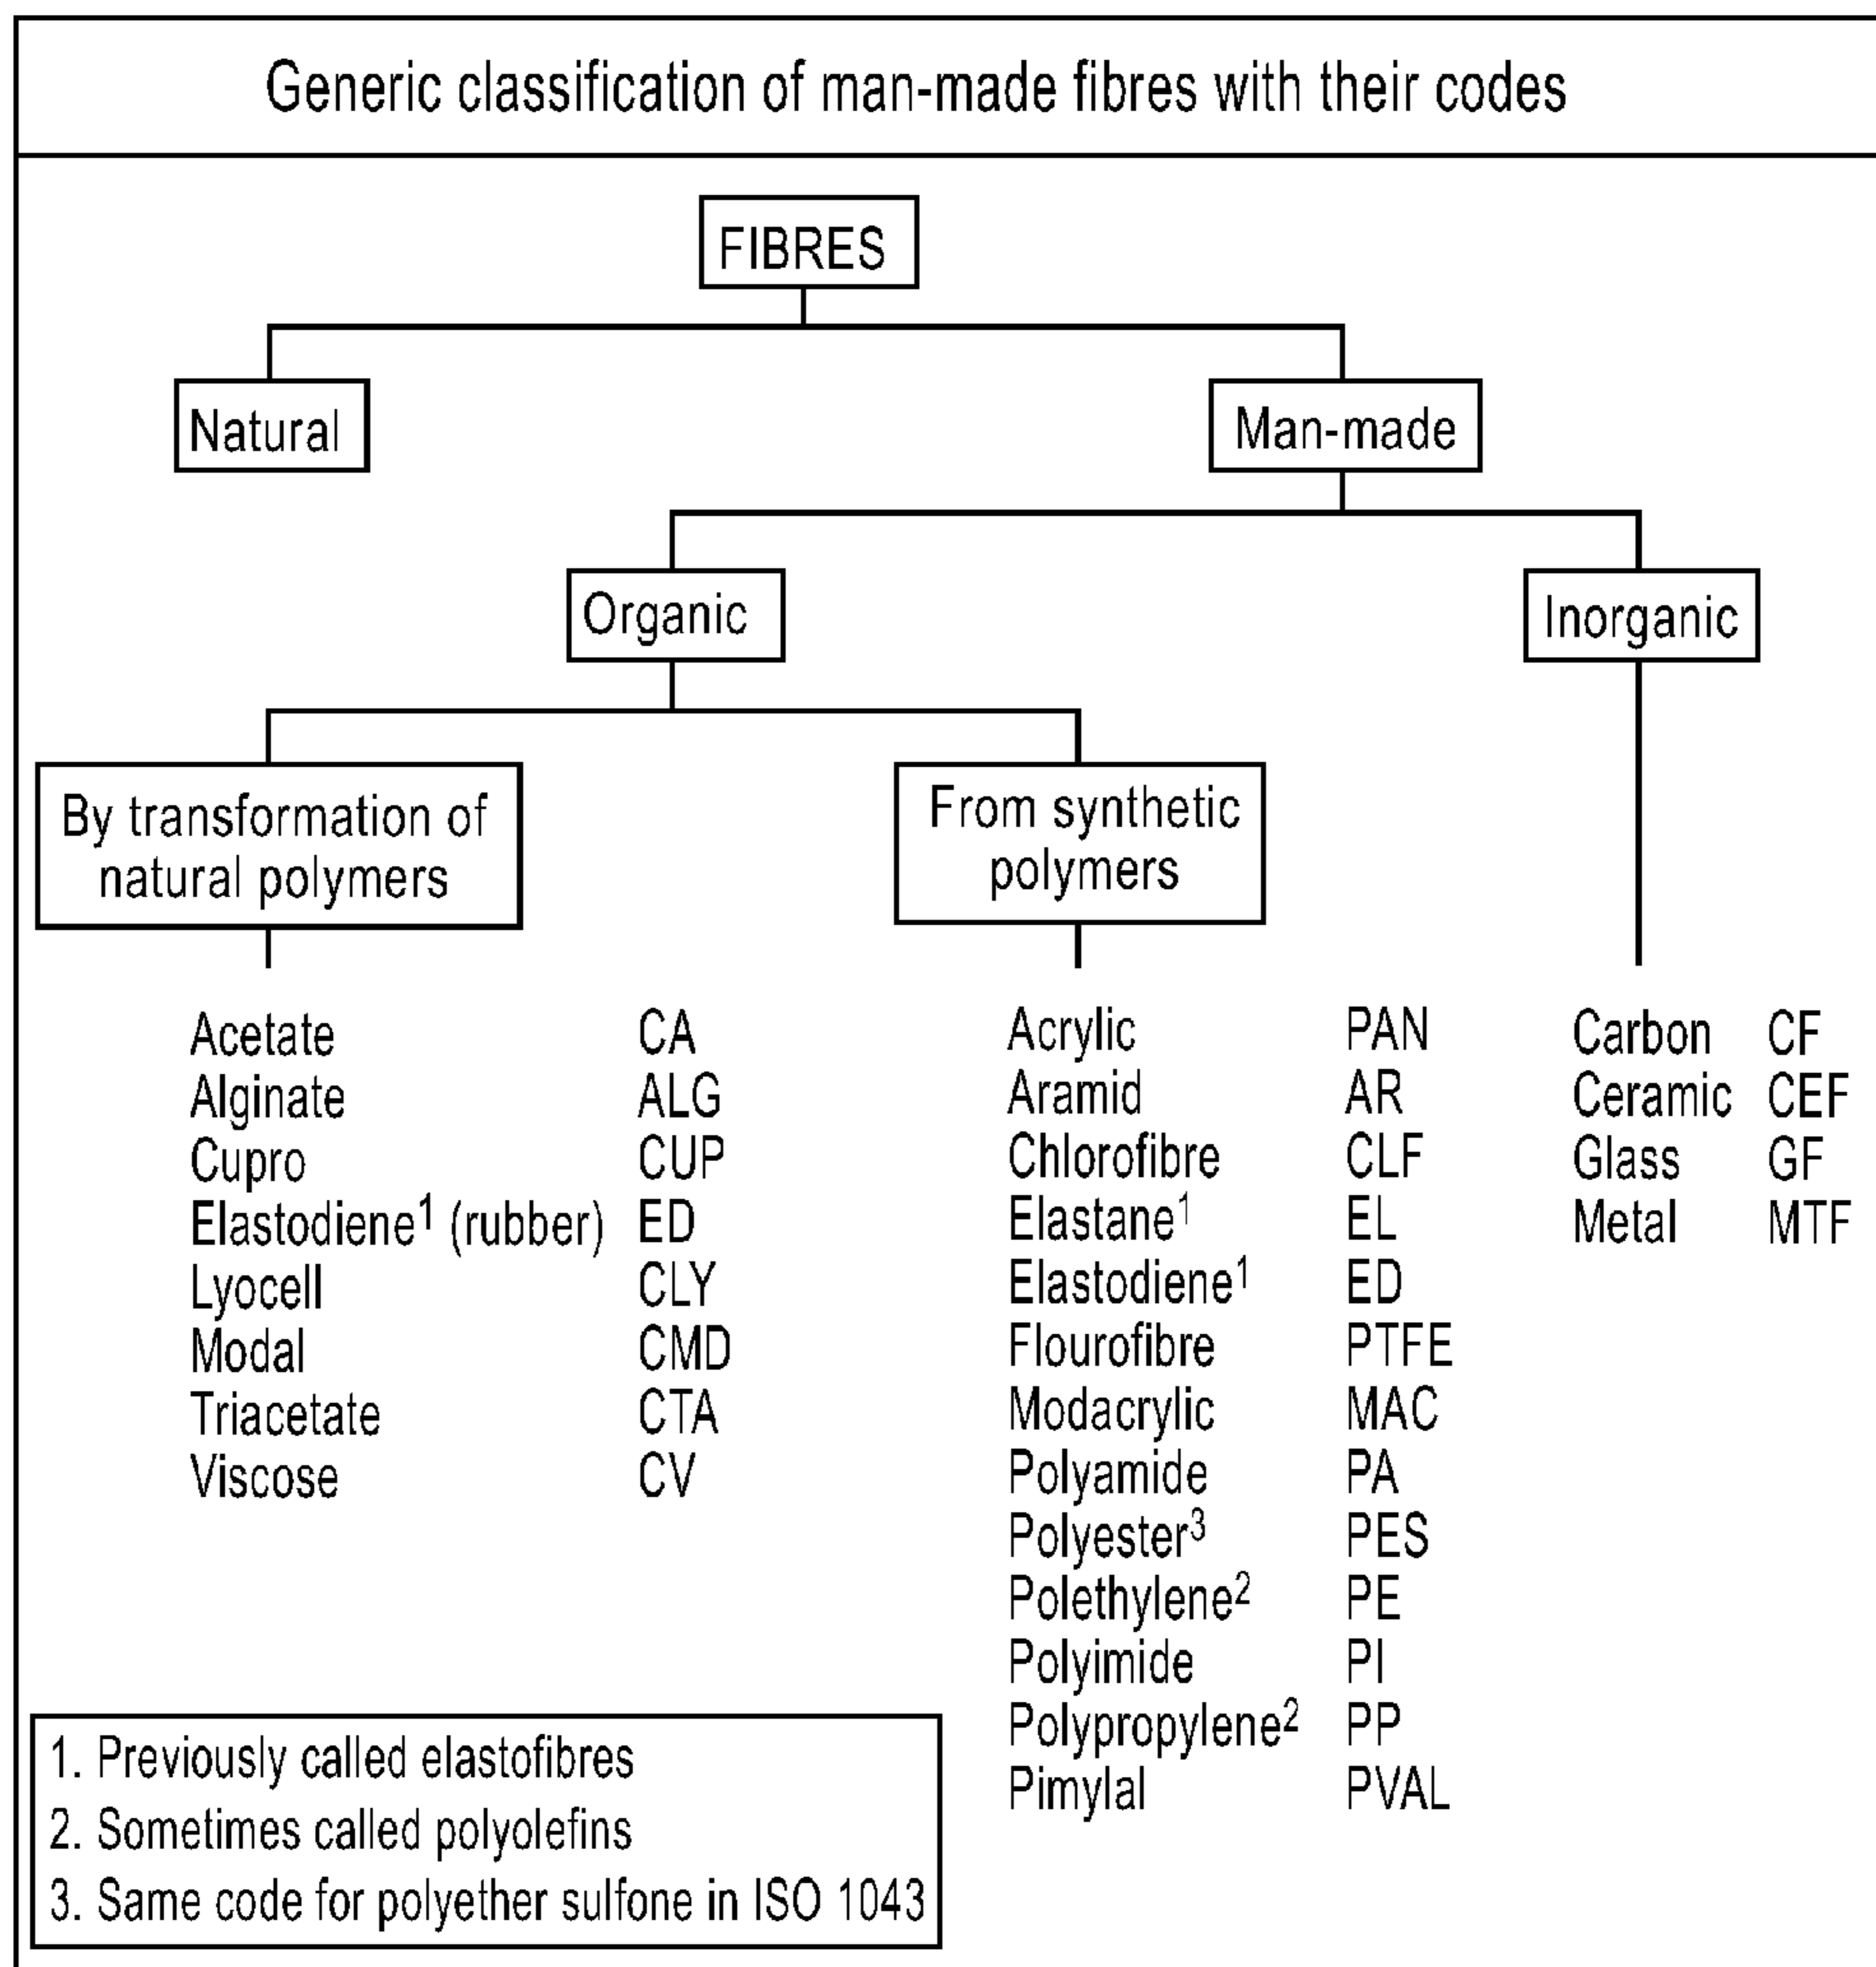 Generic classification of man-made fibres with their codes
FIBRES
Natural
Man-made
Organic
Inorganic
By transformation of
natural polymers
From synthetic
polymers
Acetate CA
Alginate ALG
Cupro CUP
Elastodiene¹ (rubber) ED
Lyocell CLY
Modal CMD
Triacetate CTA
Viscose CV
Acrylic PAN
Aramid AR
Chlorofibre CLF
Elastane¹ EL
Elastodiene¹ ED
Flourofibre PTFE
Modacrylic MAC
Polyamide PA
Polyester³ PES
Polethylene² PE
Polyimide PI
Polypropylene² PP
Pimylal PVAL
Carbon CF
Ceramic CEF
Glass GF
Metal MTF
1. Previously called elastofibres
2. Sometimes called polyolefins
3. Same code for polyether sulfone in ISO 1043